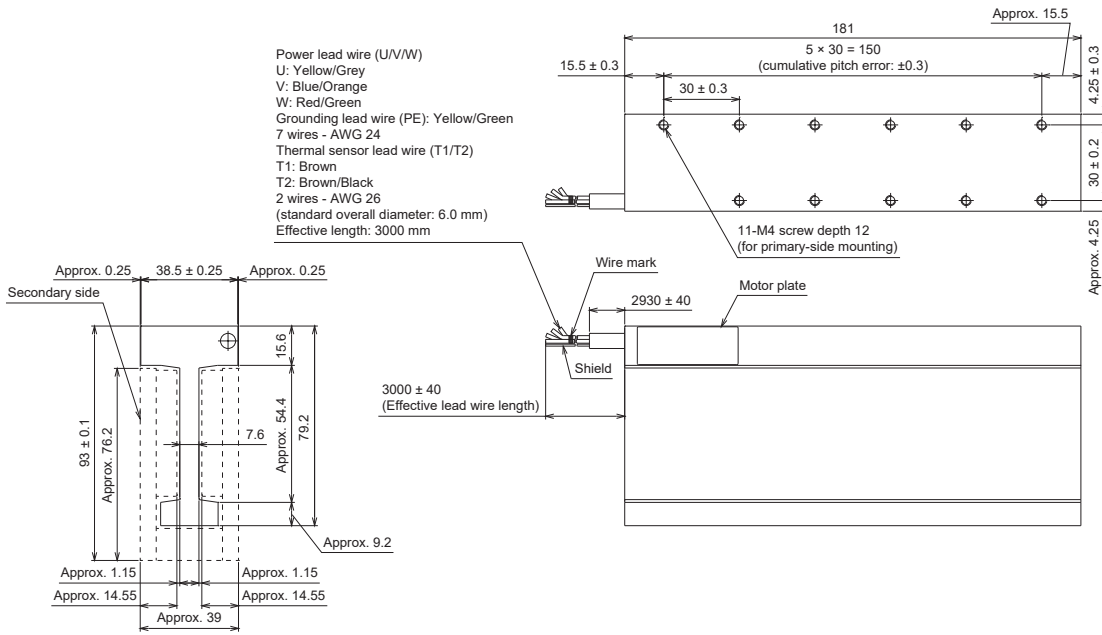 Power lead wire (U/V/W)
U: Yellow/Grey
V: Blue/Orange
W: Red/Green
Grounding lead wire (PE): Yellow/Green
7 wires - AWG 24
Thermal sensor lead wire (T1/T2)
T1: Brown
T2: Brown/Black
2 wires - AWG 26
(standard overall diameter: 6.0 mm)
Effective length: 3000 mm
Approx. 15.5
181
5 × 30 = 150
(cumulative pitch error: ±0.3)
15.5 ± 0.3
30 ± 0.3
4.25 ± 0.3
30 ± 0.2
Approx. 4.25
11-M4 screw depth 12
(for primary-side mounting)
Approx. 0.25
38.5 ± 0.25
Approx. 0.25
Secondary side
15.6
93 ± 0.1
Approx. 76.2
7.6
Approx. 54.4
79.2
Approx. 9.2
Approx. 1.15
Approx. 1.15
Approx. 14.55
Approx. 14.55
Approx. 39
Wire mark
Motor plate
2930 ± 40
Shield
3000 ± 40
(Effective lead wire length)